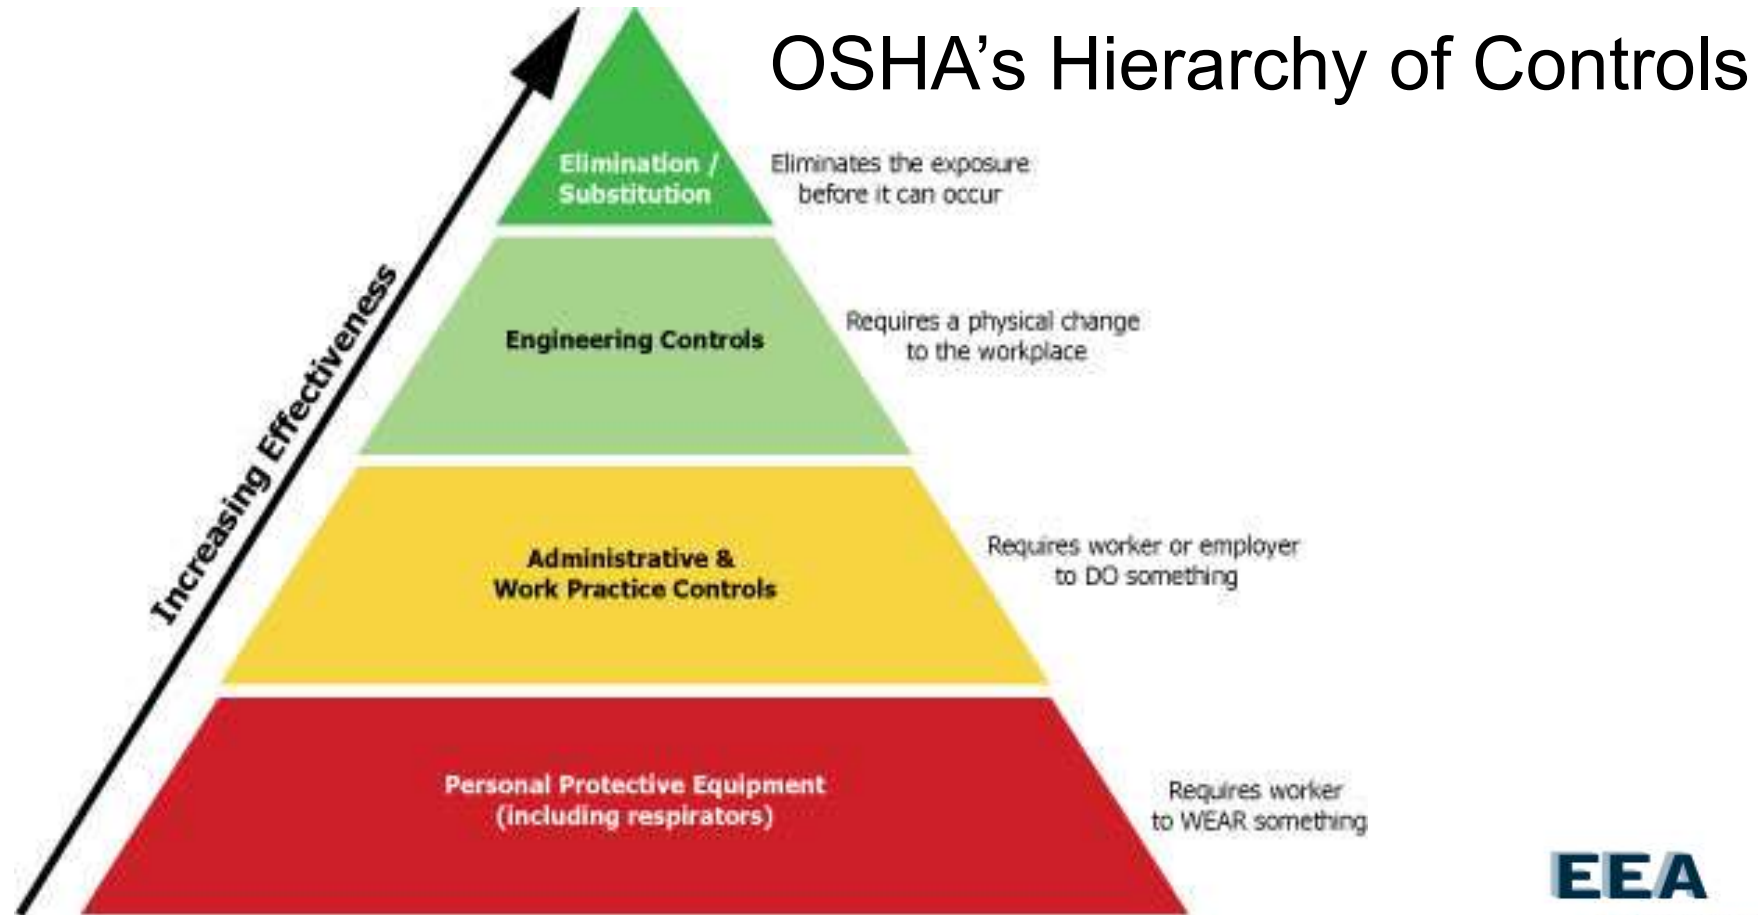 OSHA’s Hierarchy of Controls
Elimination /
Substitution
Eliminates the exposure
before it can occur
Increasing Effectiveness
Engineering Controls
Requires a physical change
to the workplace
Administrative &
Work Practice Controls
Requires worker or employer
to DO something
Personal Protective Equipment
(including respirators)
Requires worker
to WEAR something
EEA